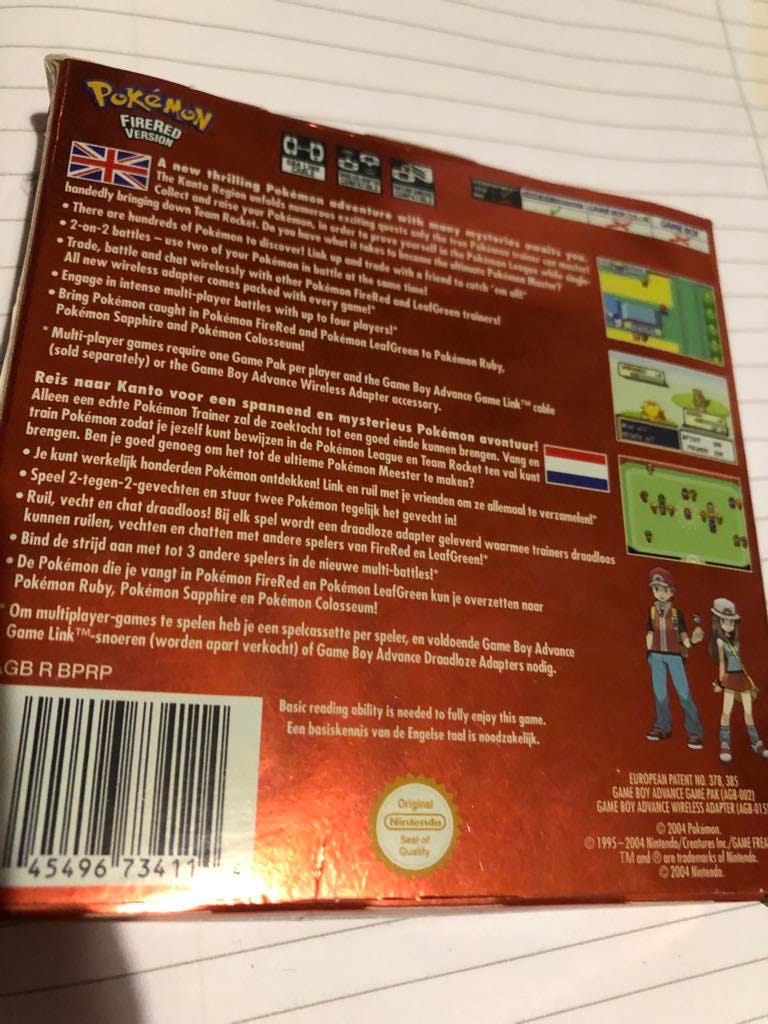 POKéMON
FIRERED
VERSION
A new thrilling Pokémon adventure with many mysteries awaits you.
The Kanto Region unfolds numerous exciting quests only the true Pokémon trainer can master!
Collect and raise your Pokémon, in order to prove yourself in the Pokémon League while single-
handedly bringing down Team Rocket. Do you have what it takes to become the ultimate Pokémon Master?
• There are hundreds of Pokémon to discover! Link up and trade with a friend to catch 'em all!*
• 2-on-2 battles – use two of your Pokémon in battle at the same time!
• Trade, battle and chat wirelessly with other Pokémon FireRed and LeafGreen trainers!
All new wireless adapter comes packed with every game!*
• Engage in intense multi-player battles with up to four players!*
• Bring Pokémon caught in Pokémon FireRed and Pokémon LeafGreen to Pokémon Ruby,
Pokémon Sapphire and Pokémon Colosseum!
* Multi-player games require one Game Pak per player and the Game Boy Advance Game Link™ cable
(sold separately) or the Game Boy Advance Wireless Adapter accessory.
Reis naar Kanto voor een spannend en mysterieus Pokémon avontuur!
Alleen een echte Pokémon Trainer zal de zoektocht tot een goed einde kunnen brengen. Vang en
train Pokémon zodat je jezelf kunt bewijzen in de Pokémon League en Team Rocket ten val kunt
brengen. Ben je goed genoeg om het tot de ultieme Pokémon Meester te maken?
• Je kunt werkelijk honderden Pokémon ontdekken! Link en ruil met je vrienden om ze allemaal te verzamelen!*
• Speel 2-tegen-2-gevechten en stuur twee Pokémon tegelijk het gevecht in!
• Ruil, vecht en chat draadloos! Bij elk spel wordt een draadloze adapter geleverd waarmee trainers draadloos
kunnen ruilen, vechten en chatten met andere spelers van FireRed en LeafGreen!*
• Bind de strijd aan met tot 3 andere spelers in de nieuwe multi-battles!*
• De Pokémon die je vangt in Pokémon FireRed en Pokémon LeafGreen kun je overzetten naar
Pokémon Ruby, Pokémon Sapphire en Pokémon Colosseum!
* Om multiplayer-games te spelen heb je een spelcassette per speler, en voldoende Game Boy Advance
Game Link™-snoeren (worden apart verkocht) of Game Boy Advance Draadloze Adapters nodig.
AGB R BPRP
Basic reading ability is needed to fully enjoy this game.
Een basiskennis van de Engelse taal is noodzakelijk.
45496 73411 4
Original
Nintendo
Seal of
Quality
EUROPEAN PATENT NO. 378, 385
GAME BOY ADVANCE GAME PAK (AGB-002)
GAME BOY ADVANCE WIRELESS ADAPTER (AGB-015
© 2004 Pokémon.
© 1995–2004 Nintendo/Creatures Inc./GAME FREA
TM and ® are trademarks of Nintendo.
© 2004 Nintendo.